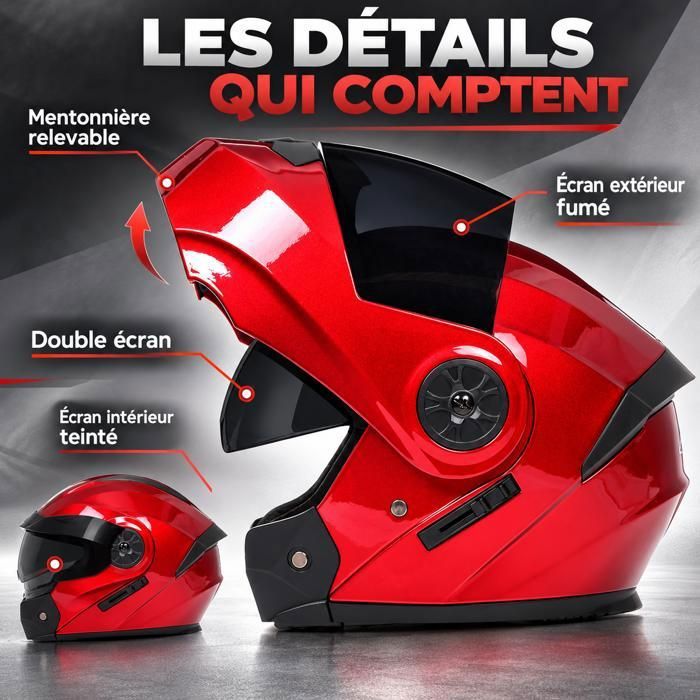 LES DÉTAILS
QUI COMPTENT
Mentonnière
relevable
Écran extérieur
fumé
Double écran
Écran intérieur
teinté